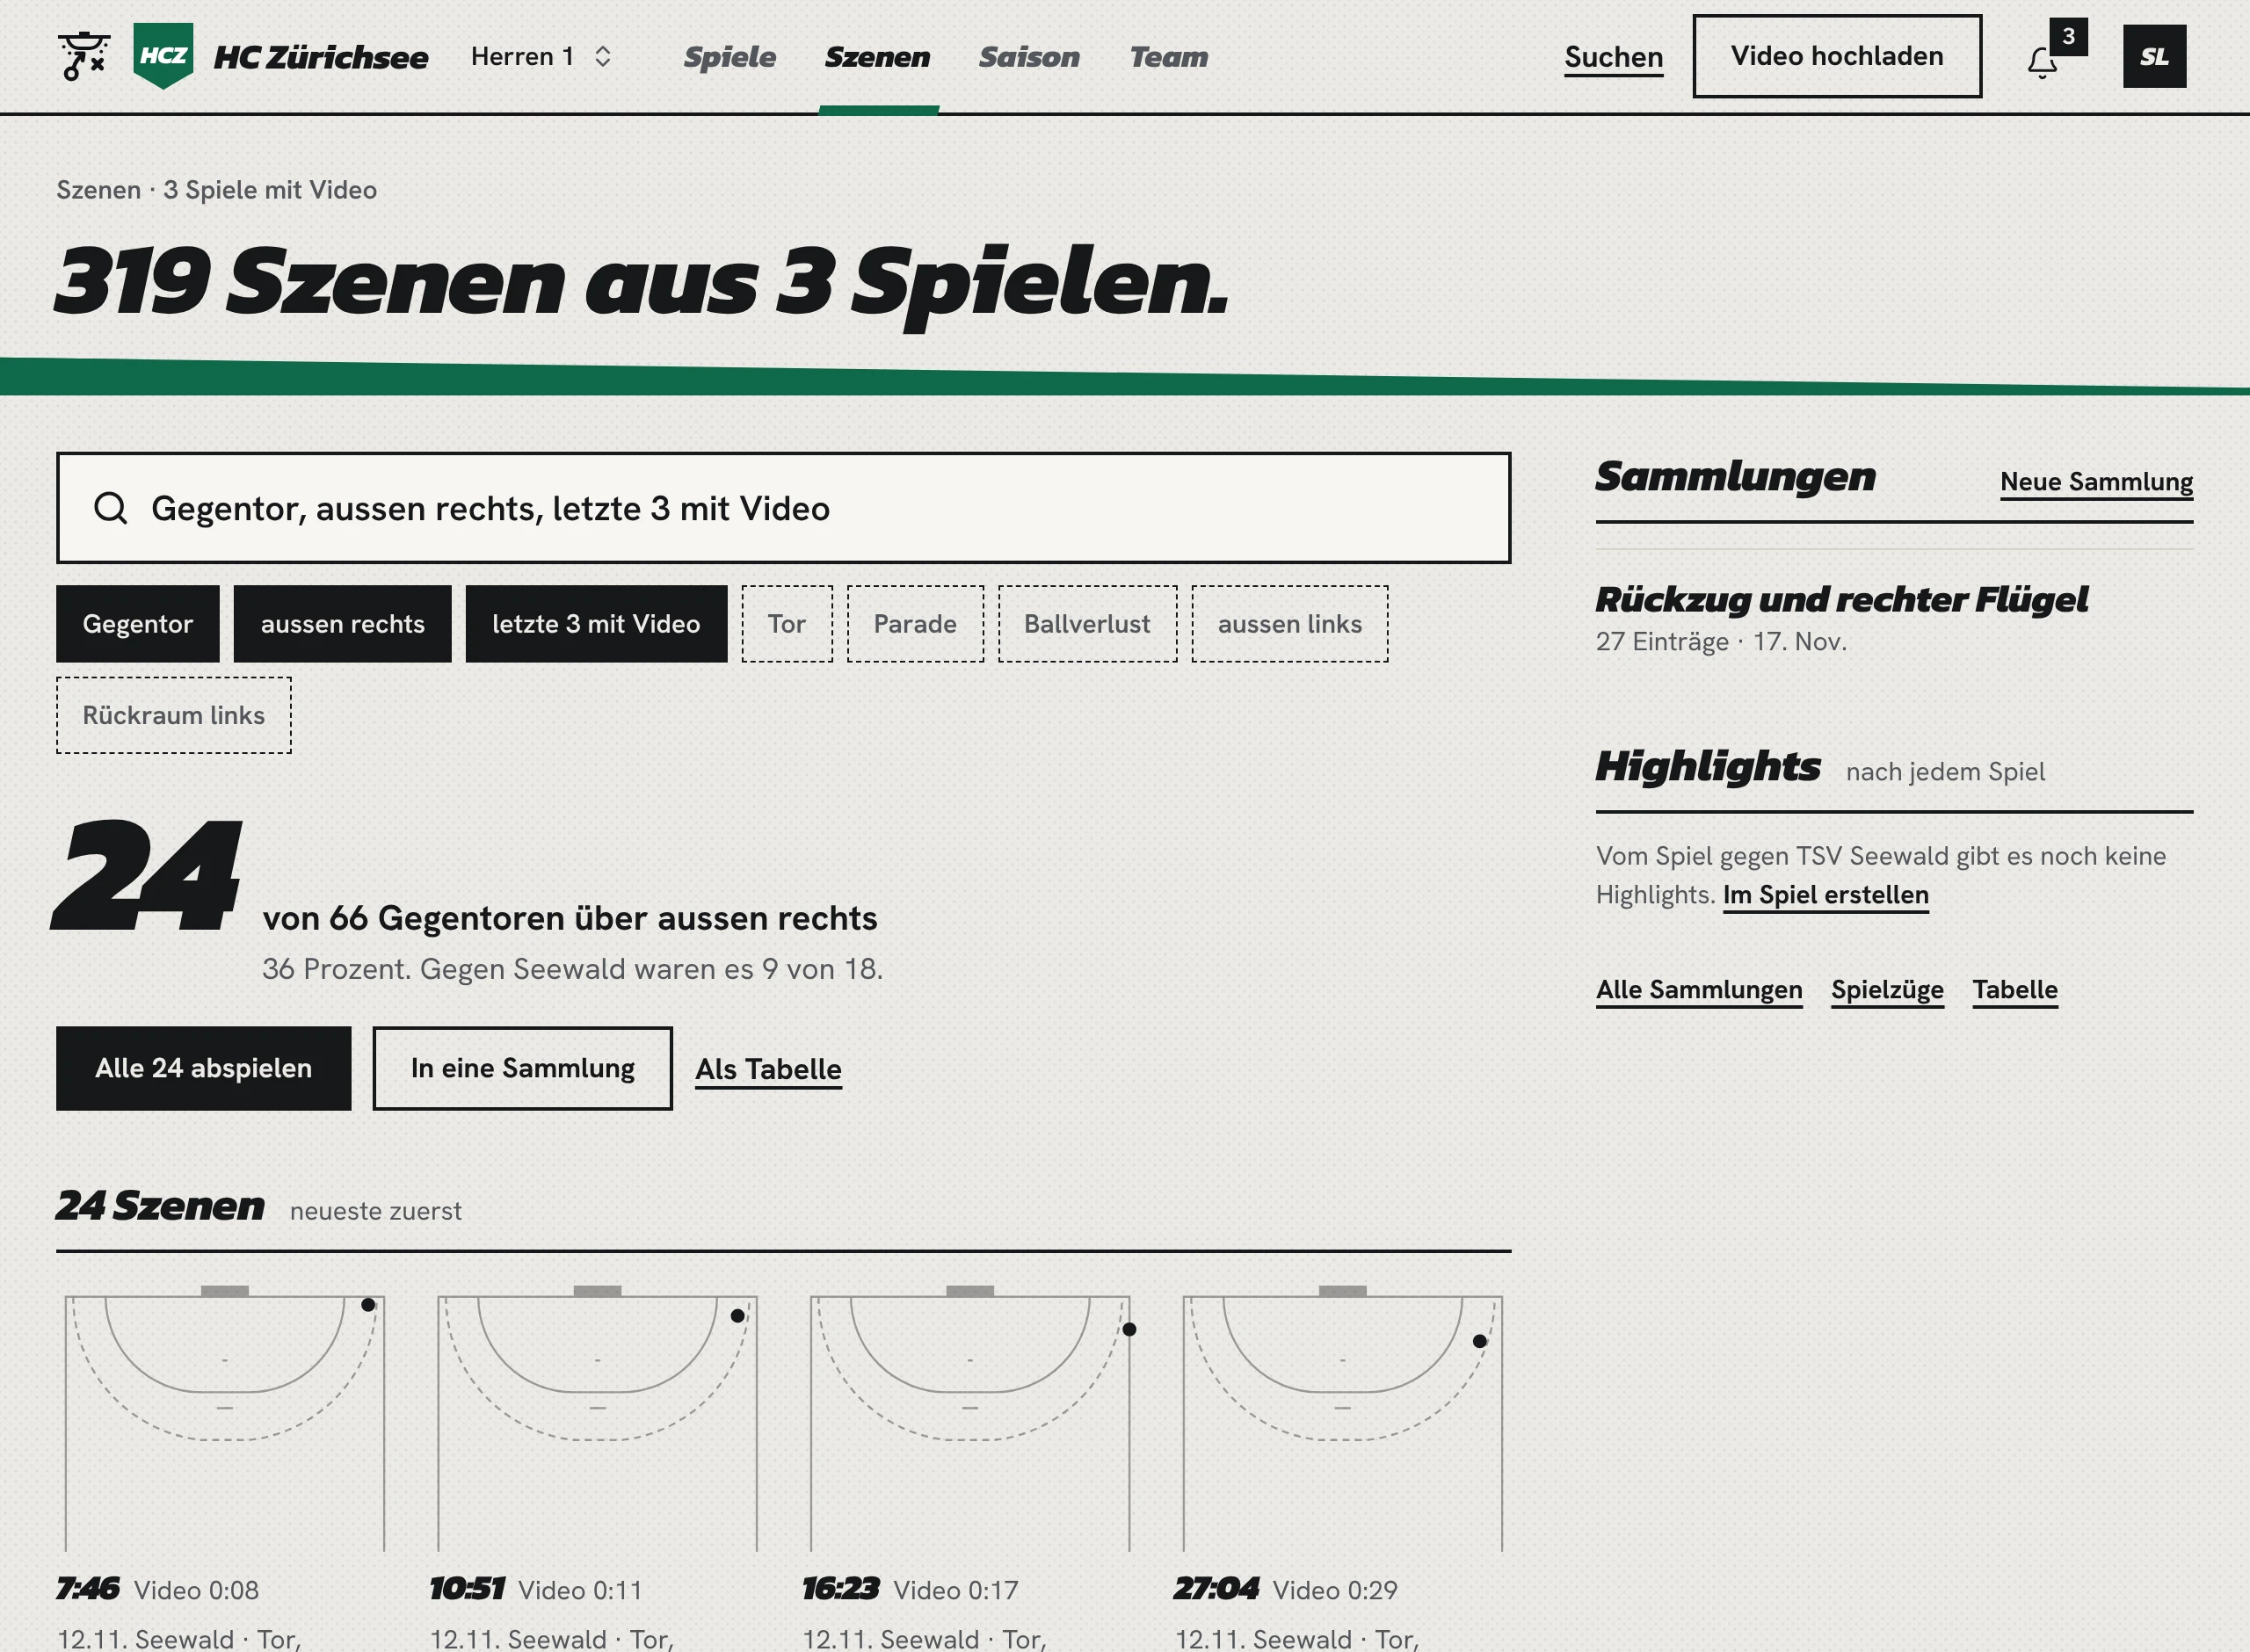 HCZ HC Zürichsee Herren 1 Spiele Szenen Saison Team Suchen Video hochladen 3 SL
Szenen · 3 Spiele mit Video
319 Szenen aus 3 Spielen.
Gegentor, aussen rechts, letzte 3 mit Video
Gegentor aussen rechts letzte 3 mit Video Tor Parade Ballverlust aussen links
Rückraum links
24 von 66 Gegentoren über aussen rechts
36 Prozent. Gegen Seewald waren es 9 von 18.
Alle 24 abspielen In eine Sammlung Als Tabelle
24 Szenen neueste zuerst
7:46 Video 0:08
12.11. Seewald · Tor,
10:51 Video 0:11
12.11. Seewald · Tor,
16:23 Video 0:17
12.11. Seewald · Tor,
27:04 Video 0:29
12.11. Seewald · Tor,
Sammlungen Neue Sammlung
Rückzug und rechter Flügel
27 Einträge · 17. Nov.
Highlights nach jedem Spiel
Vom Spiel gegen TSV Seewald gibt es noch keine
Highlights. Im Spiel erstellen
Alle Sammlungen Spielzüge Tabelle